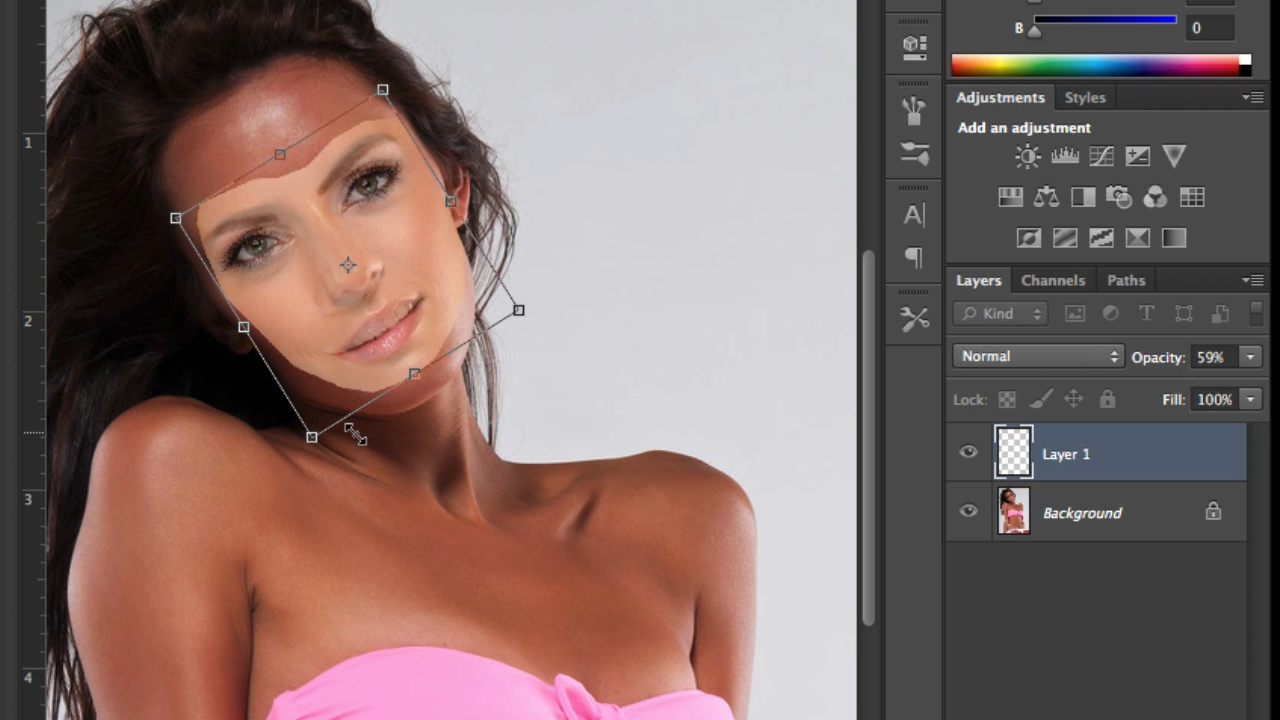 B 0
Adjustments Styles
Add an adjustment
1
A
Layers Channels Paths
Kind T
2
Normal Opacity: 59%
Lock: Fill: 100%
Layer 1
3
Background
4